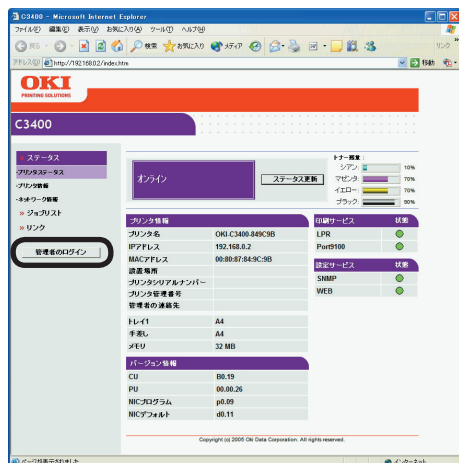 C3400 - Microsoft Internet Explorer
ファイル(F) 編集(E) 表示(V) お気に入り(A) ツール(T) ヘルプ(H)
戻る 検索 お気に入り メディア リンク
アドレス(D) http://192.168.0.2/index.htm 移動
OKI
PRINTING SOLUTIONS
C3400
ステータス
プリンタステータス
プリンタ情報
ネットワーク情報
» ジョブリスト
» リンク
管理者のログイン
オンライン
ステータス更新
トナー残量:
シアン: 10%
マゼンタ: 70%
イエロー: 70%
ブラック: 90%
プリンタ情報
プリンタ名 OKI-C3400-849C9B
IPアドレス 192.168.0.2
MACアドレス 00:80:87:84:9C:9B
設置場所
プリンタシリアルナンバー
プリンタ管理番号
管理者の連絡先
トレイ1 A4
手差し A4
メモリ 32 MB
バージョン情報
CU B0.19
PU 00.00.26
NICプログラム p0.09
NICデフォルト d0.11
印刷サービス 状態
LPR
Port9100
設定サービス 状態
SNMP
WEB
Copyright (c) 2005 Oki Data Corporation. All rights reserved.
ページが表示されました
インターネット